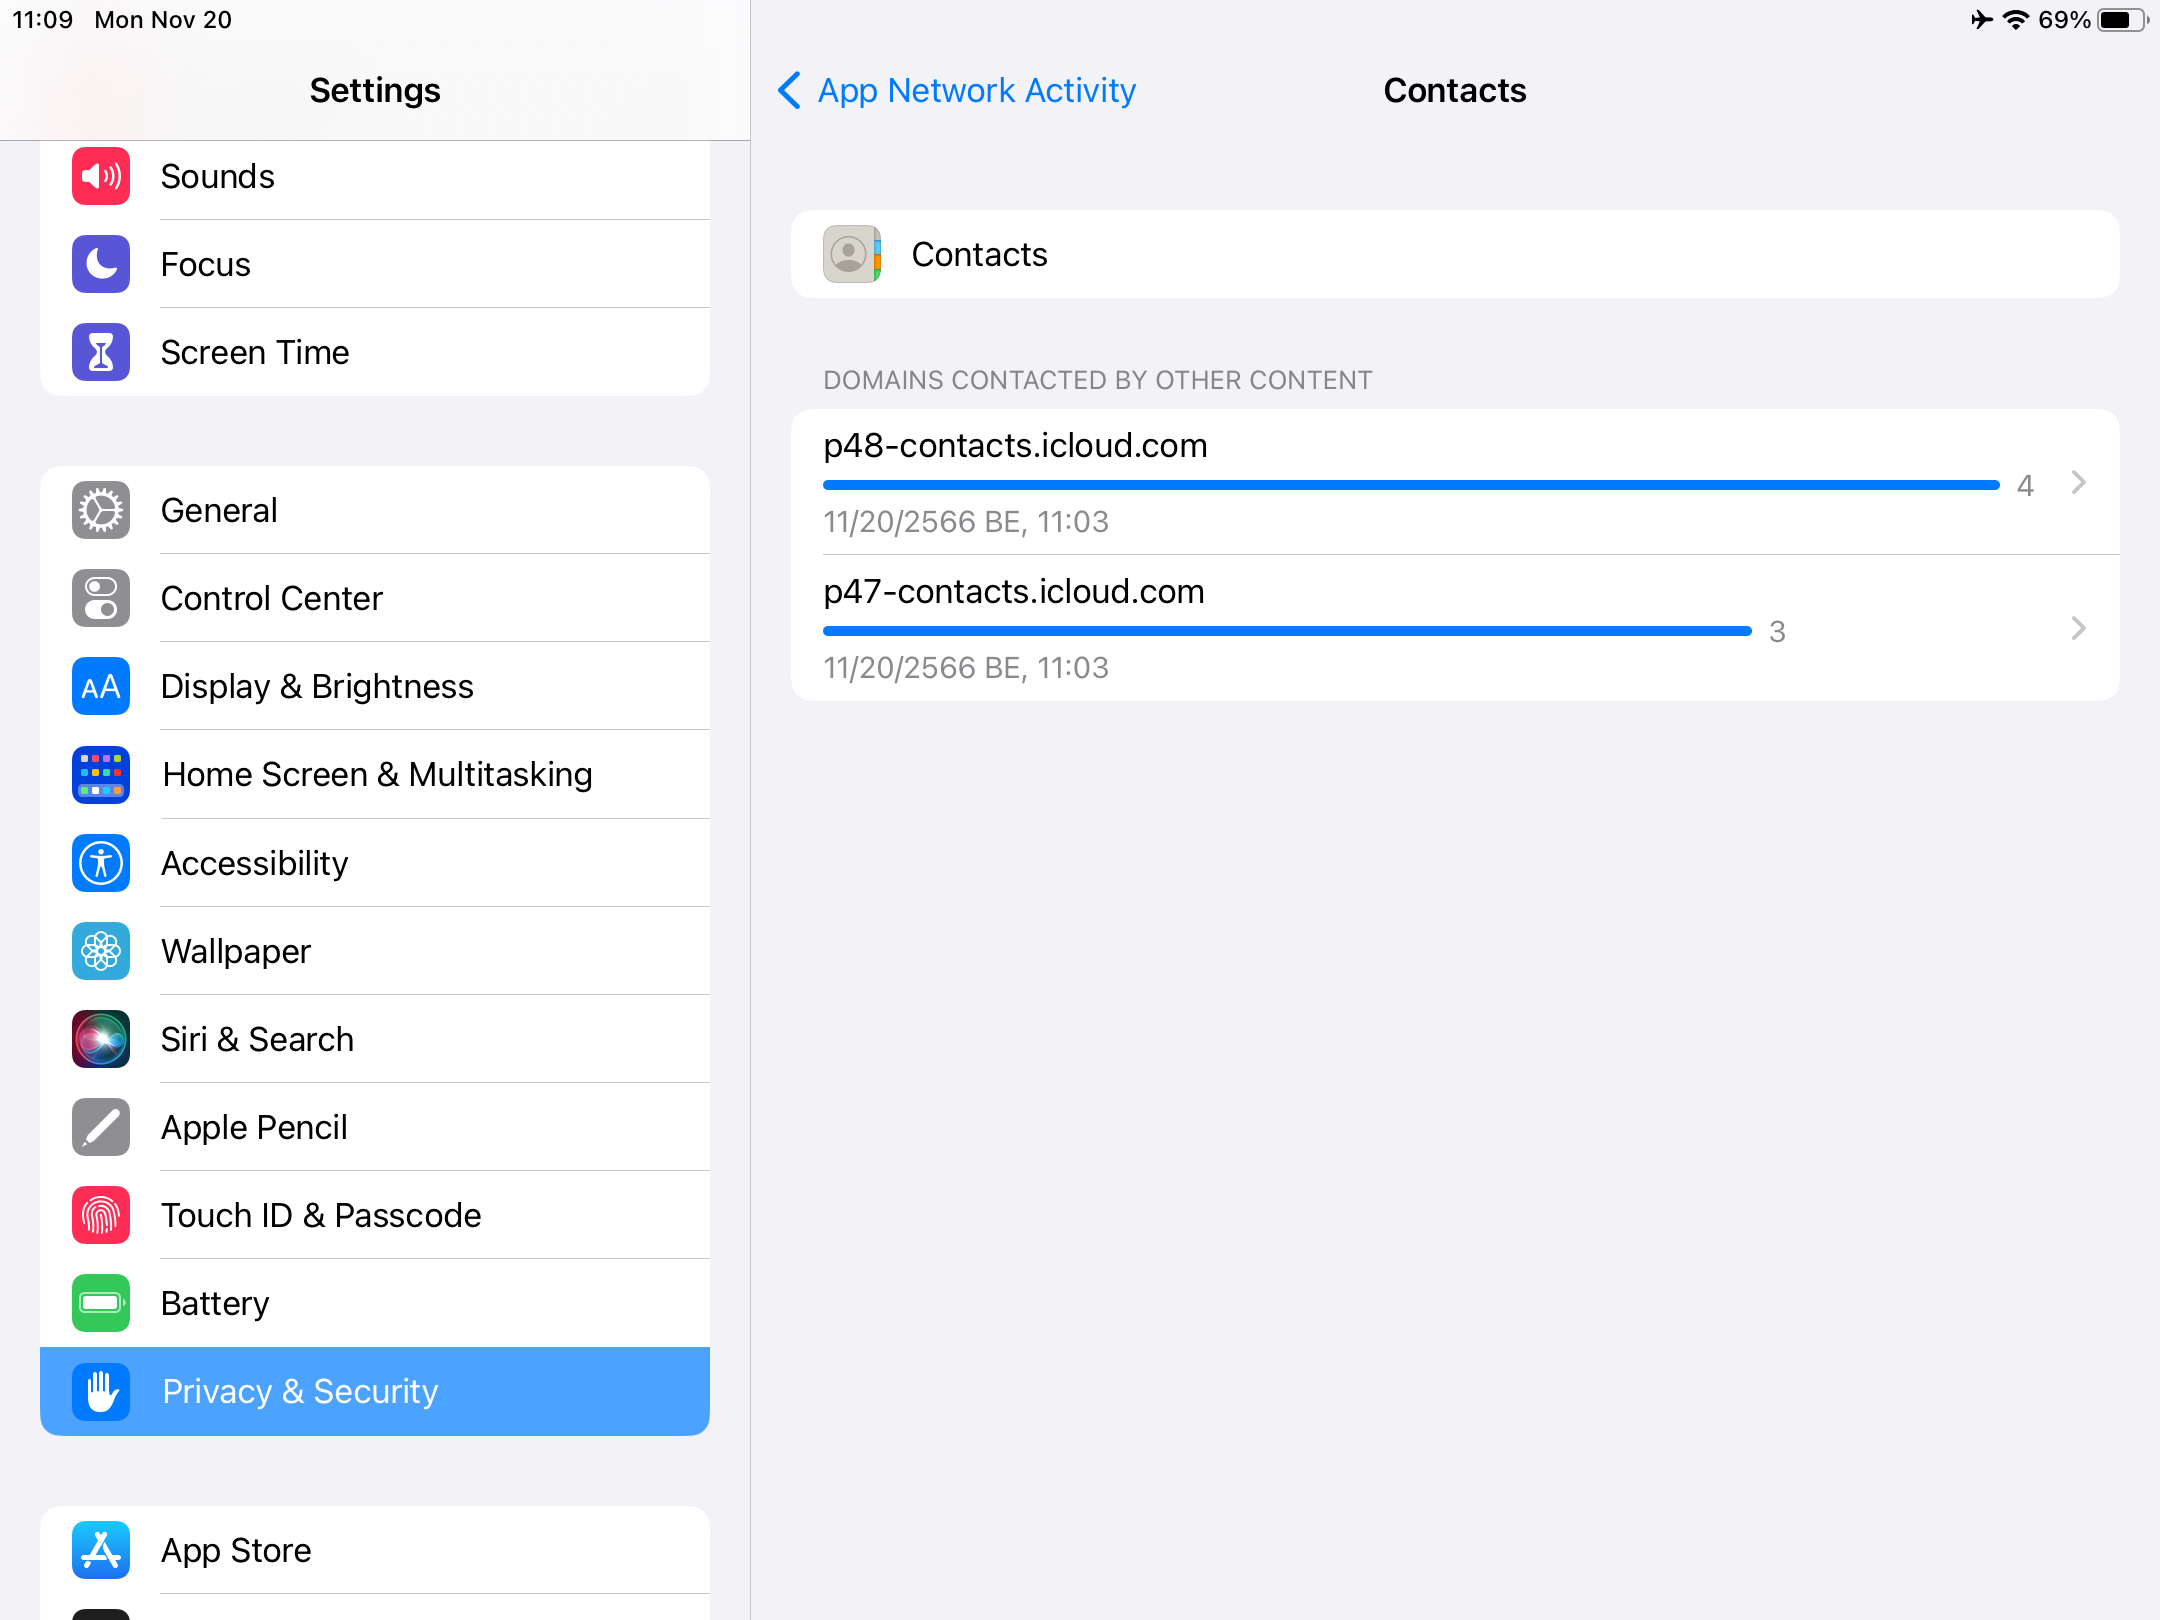 11:09 Mon Nov 20
69%
Settings
Sounds
Focus
Screen Time
General
Control Center
AA
Display & Brightness
Home Screen & Multitasking
Accessibility
Wallpaper
Siri & Search
Apple Pencil
Touch ID & Passcode
Battery
Privacy & Security
App Store
App Network Activity
Contacts
Contacts
DOMAINS CONTACTED BY OTHER CONTENT
p48-contacts.icloud.com
4
11/20/2566 BE, 11:03
p47-contacts.icloud.com
3
11/20/2566 BE, 11:03